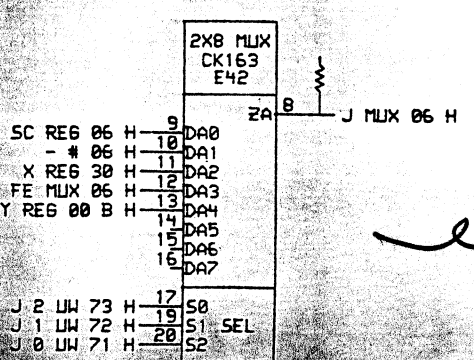 2X8 MUX
CK163
E42
ZA 8 J MUX 06 H
SC REG 06 H 9 DA0
- # 06 H 10 DA1
X REG 30 H 11 DA2
FE MUX 06 H 12 DA3
Y REG 00 B H 13 DA4
14 DA5
15 DA6
16 DA7
J 2 UW 73 H 17 S0
J 1 UW 72 H 19 S1 SEL
J 0 UW 71 H 20 S2